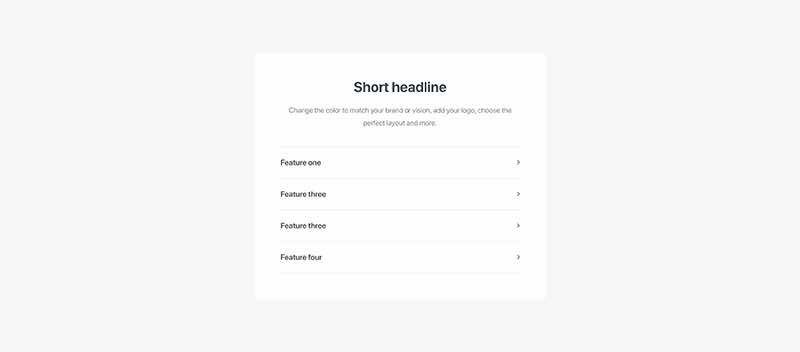 Short headline
Change the color to match your brand or vision, add your logo, choose the
perfect layout and more.
Feature one
Feature three
Feature three
Feature four